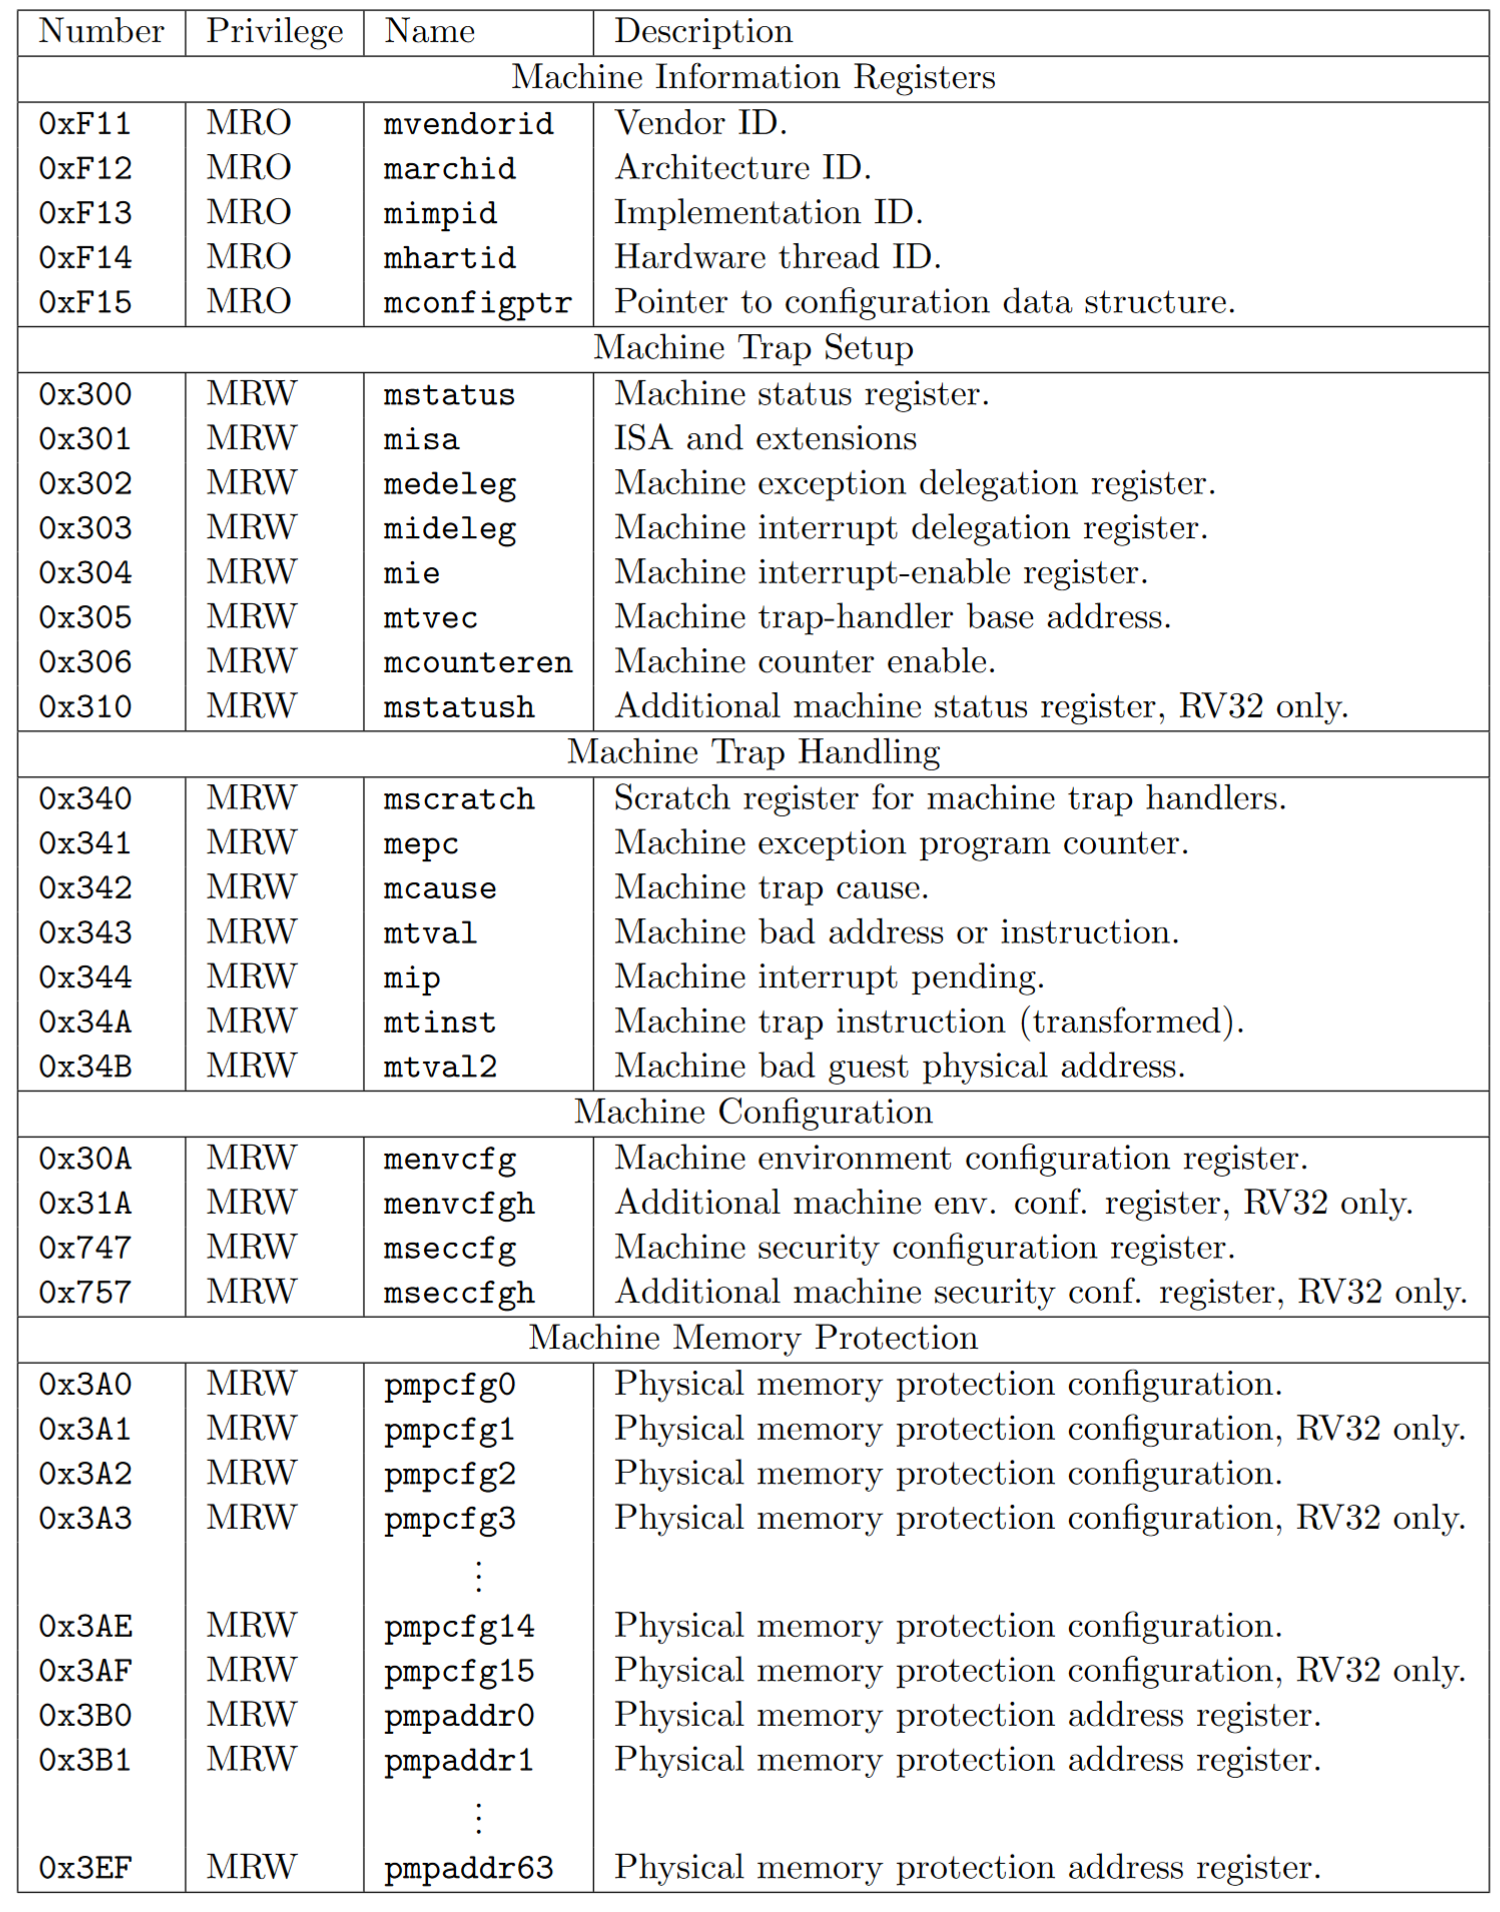 Number Privilege Name Description
Machine Information Registers
0xF11 MRO mvendorid Vendor ID.
0xF12 MRO marchid Architecture ID.
0xF13 MRO mimpid Implementation ID.
0xF14 MRO mhartid Hardware thread ID.
0xF15 MRO mconfigptr Pointer to configuration data structure.
Machine Trap Setup
0x300 MRW mstatus Machine status register.
0x301 MRW misa ISA and extensions
0x302 MRW medeleg Machine exception delegation register.
0x303 MRW mideleg Machine interrupt delegation register.
0x304 MRW mie Machine interrupt-enable register.
0x305 MRW mtvec Machine trap-handler base address.
0x306 MRW mcounteren Machine counter enable.
0x310 MRW mstatush Additional machine status register, RV32 only.
Machine Trap Handling
0x340 MRW mscratch Scratch register for machine trap handlers.
0x341 MRW mepc Machine exception program counter.
0x342 MRW mcause Machine trap cause.
0x343 MRW mtval Machine bad address or instruction.
0x344 MRW mip Machine interrupt pending.
0x34A MRW mtinst Machine trap instruction (transformed).
0x34B MRW mtval2 Machine bad guest physical address.
Machine Configuration
0x30A MRW menvcfg Machine environment configuration register.
0x31A MRW menvcfgh Additional machine env. conf. register, RV32 only.
0x747 MRW mseccfg Machine security configuration register.
0x757 MRW mseccfgh Additional machine security conf. register, RV32 only.
Machine Memory Protection
0x3A0 MRW pmpcfg0 Physical memory protection configuration.
0x3A1 MRW pmpcfg1 Physical memory protection configuration, RV32 only.
0x3A2 MRW pmpcfg2 Physical memory protection configuration.
0x3A3 MRW pmpcfg3 Physical memory protection configuration, RV32 only.
⋮
0x3AE MRW pmpcfg14 Physical memory protection configuration.
0x3AF MRW pmpcfg15 Physical memory protection configuration, RV32 only.
0x3B0 MRW pmpaddr0 Physical memory protection address register.
0x3B1 MRW pmpaddr1 Physical memory protection address register.
⋮
0x3EF MRW pmpaddr63 Physical memory protection address register.